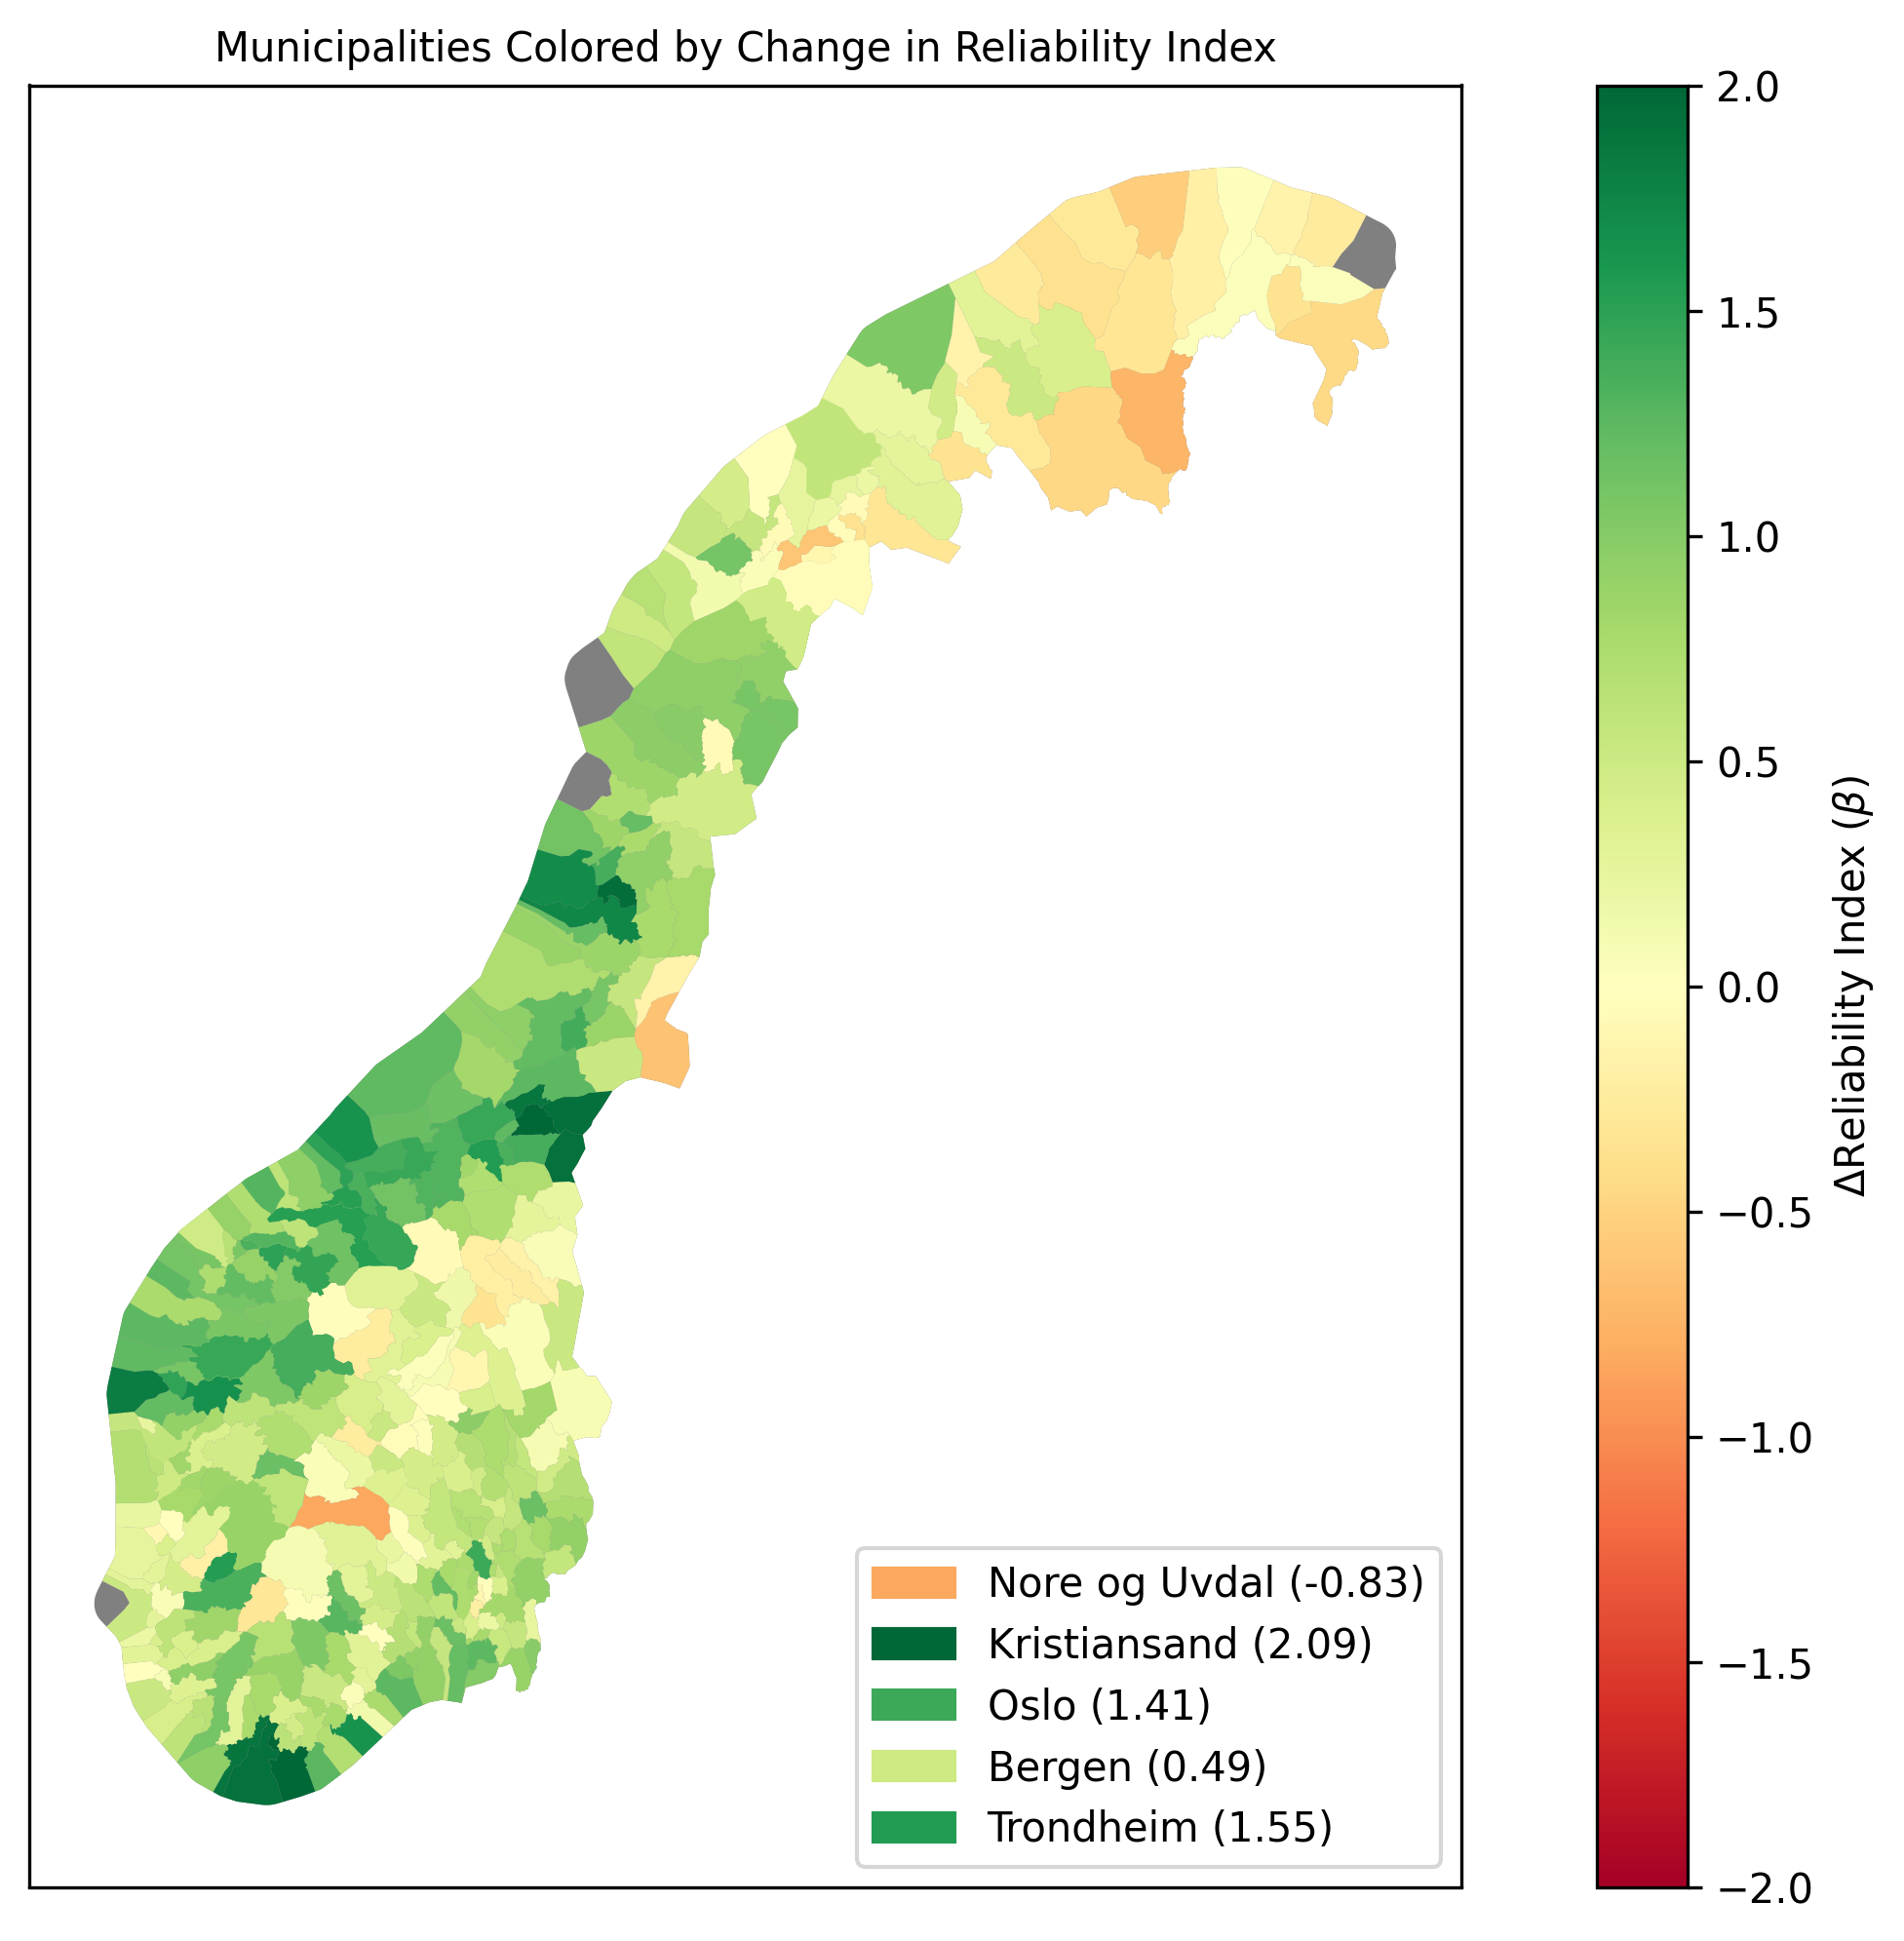 Municipalities Colored by Change in Reliability Index
2.0
1.5
1.0
0.5
0.0
−0.5
−1.0
−1.5
−2.0
ΔReliability Index (β)
Nore og Uvdal (-0.83)
Kristiansand (2.09)
Oslo (1.41)
Bergen (0.49)
Trondheim (1.55)